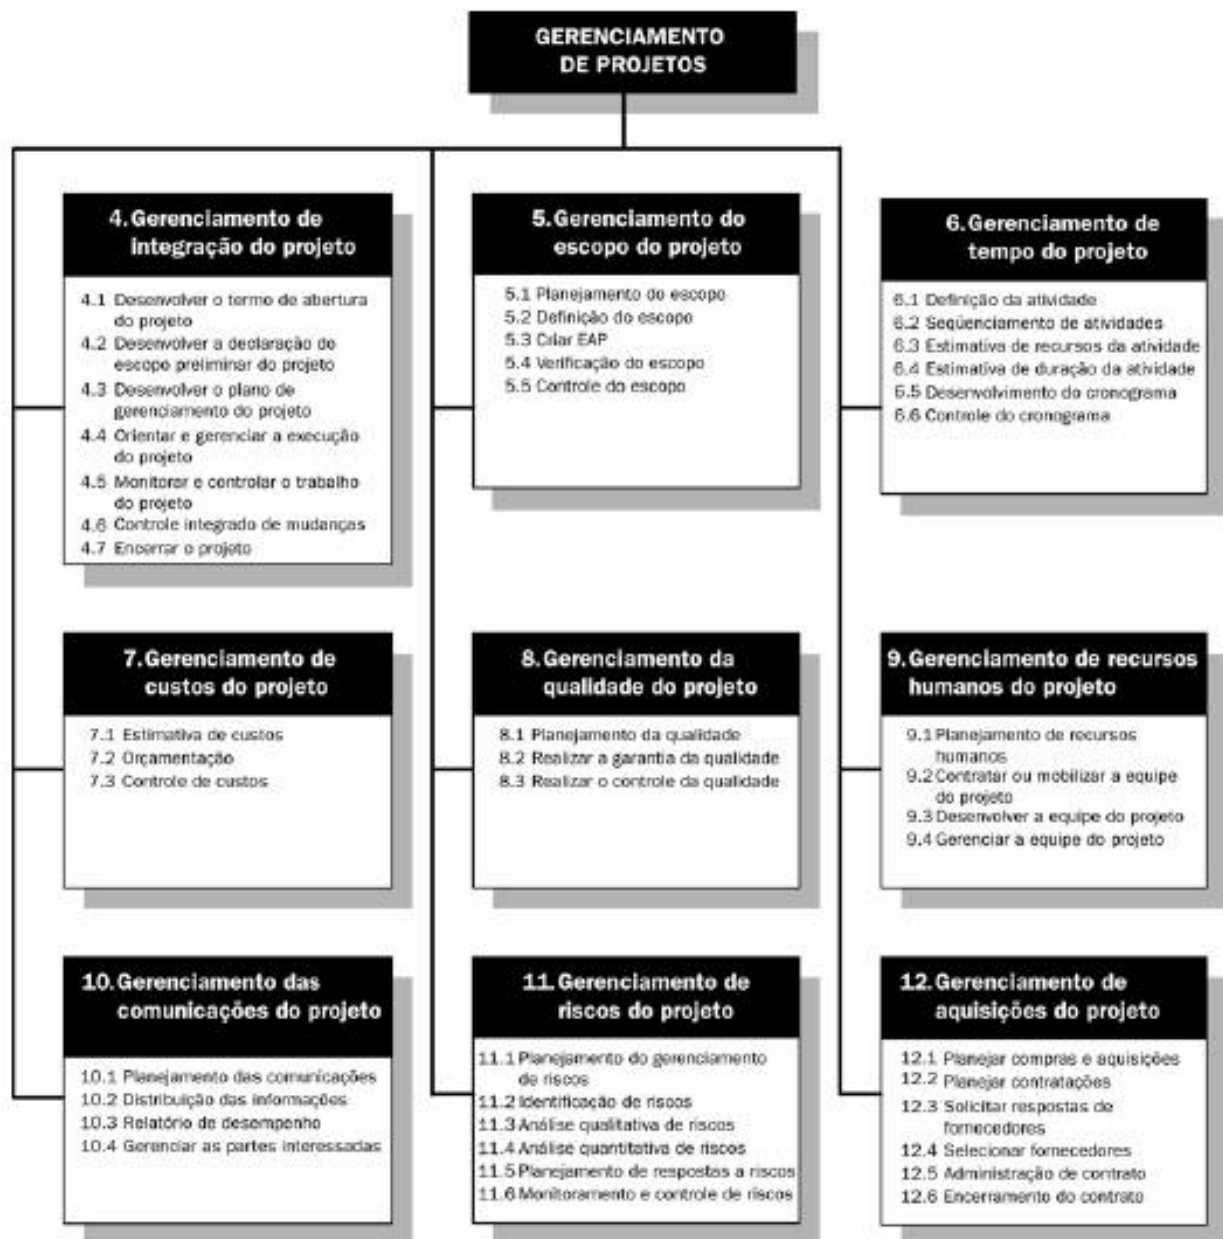 GERENCIAMENTO
DE PROJETOS
4. Gerenciamento de
integração do projeto
4.1 Desenvolver o termo de abertura
do projeto
4.2 Desenvolver a declaração do
escopo preliminar do projeto
4.3 Desenvolver o plano de
gerenciamento do projeto
4.4 Orientar e gerenciar a execução
do projeto
4.5 Monitorar e controlar o trabalho
do projeto
4.6 Controle integrado de mudanças
4.7 Encerrar o projeto
5. Gerenciamento do
escopo do projeto
5.1 Planejamento do escopo
5.2 Definição do escopo
5.3 Criar EAP
5.4 Verificação do escopo
5.5 Controle do escopo
6. Gerenciamento de
tempo do projeto
6.1 Definição da atividade
6.2 Seqüenciamento de atividades
6.3 Estimativa de recursos da atividade
6.4 Estimativa de duração da atividade
6.5 Desenvolvimento do cronograma
6.6 Controle do cronograma
7. Gerenciamento de
custos do projeto
7.1 Estimativa de custos
7.2 Orçamentação
7.3 Controle de custos
8. Gerenciamento da
qualidade do projeto
8.1 Planejamento da qualidade
8.2 Realizar a garantia da qualidade
8.3 Realizar o controle da qualidade
9. Gerenciamento de recursos
humanos do projeto
9.1 Planejamento de recursos
humanos
9.2 Contratar ou mobilizar a equipe
do projeto
9.3 Desenvolver a equipe do projeto
9.4 Gerenciar a equipe do projeto
10. Gerenciamento das
comunicações do projeto
10.1 Planejamento das comunicações
10.2 Distribuição das informações
10.3 Relatório de desempenho
10.4 Gerenciar as partes interessadas
11. Gerenciamento de
riscos do projeto
11.1 Planejamento do gerenciamento
de riscos
11.2 Identificação de riscos
11.3 Análise qualitativa de riscos
11.4 Análise quantitativa de riscos
11.5 Planejamento de respostas a riscos
11.6 Monitoramento e controle de riscos
12. Gerenciamento de
aquisições do projeto
12.1 Planejar compras e aquisições
12.2 Planejar contratações
12.3 Solicitar respostas de
fornecedores
12.4 Selecionar fornecedores
12.5 Administração de contrato
12.6 Encerramento do contrato